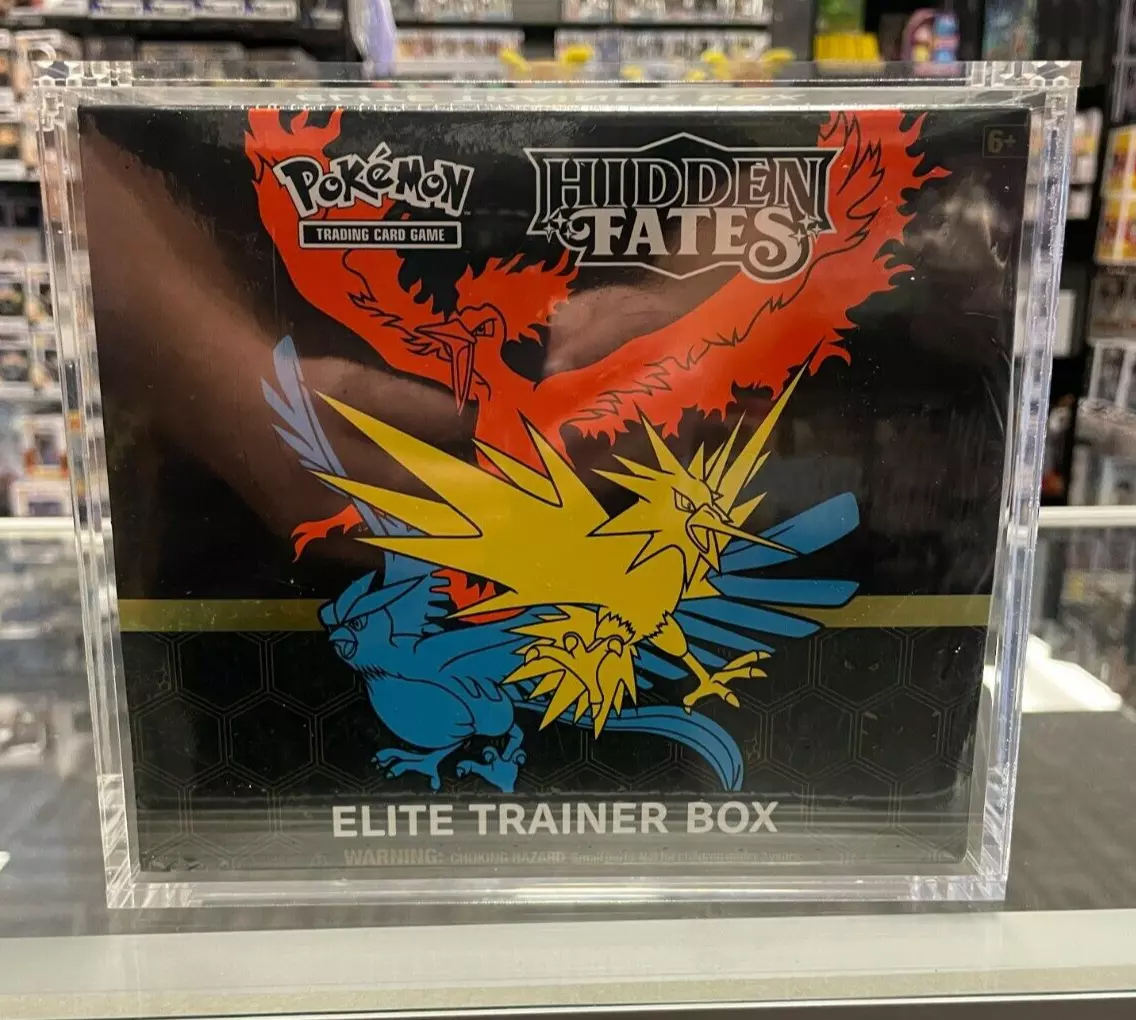 POKéMON
TRADING CARD GAME
HIDDEN
FATES
6+
ELITE TRAINER BOX
WARNING: CHOKING HAZARD